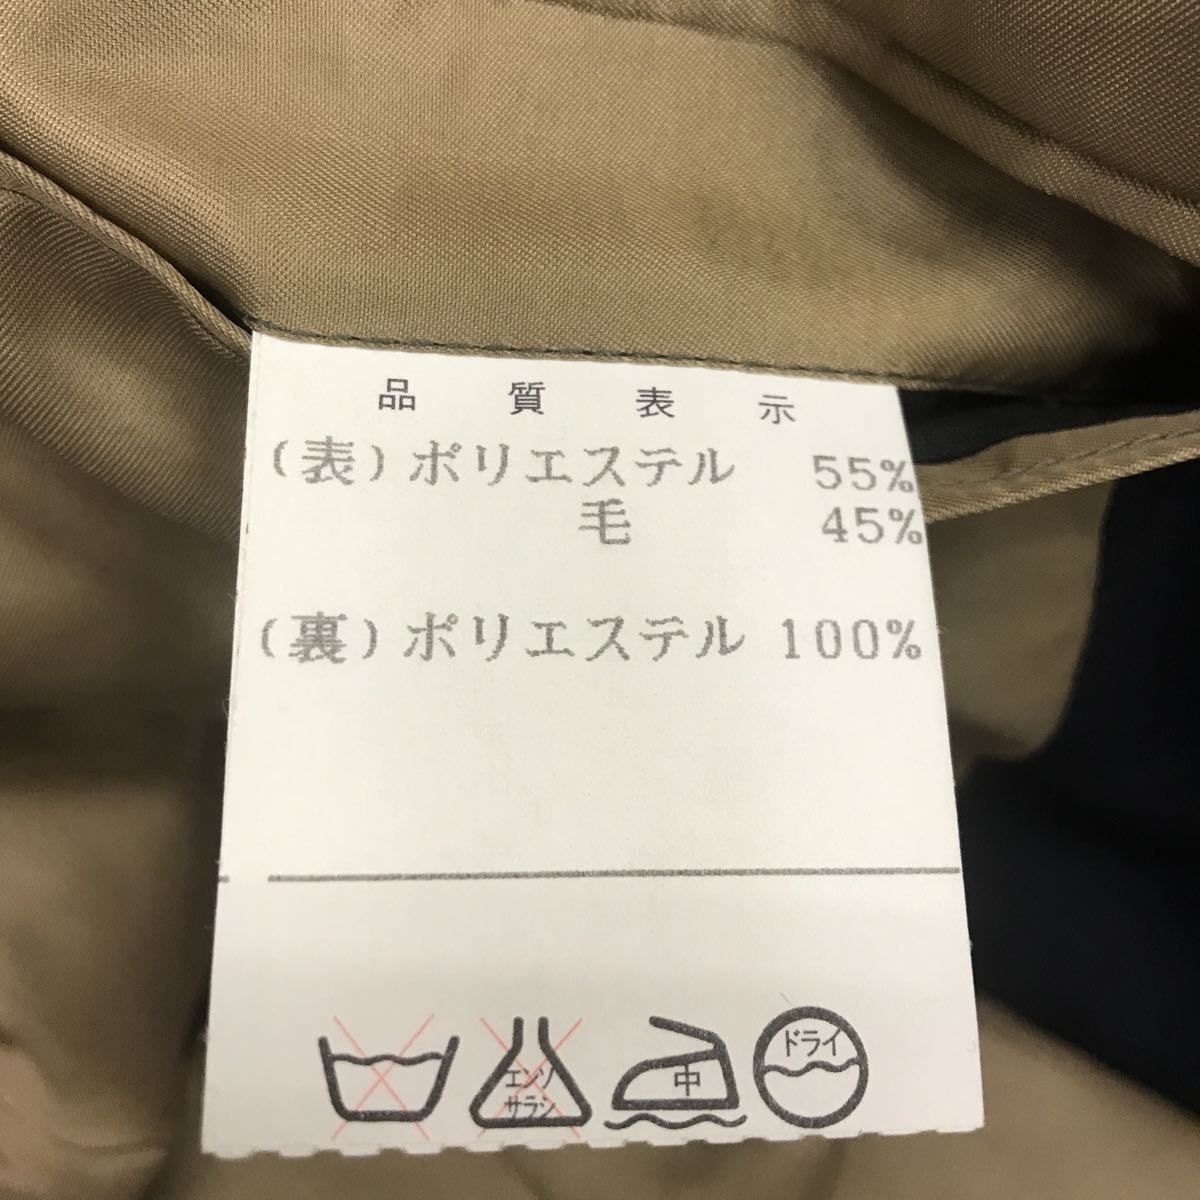 品質表示
(表)ポリエステル 55%
毛 45%
(裏)ポリエステル 100%
エンソ
サラシ
中
ドライ